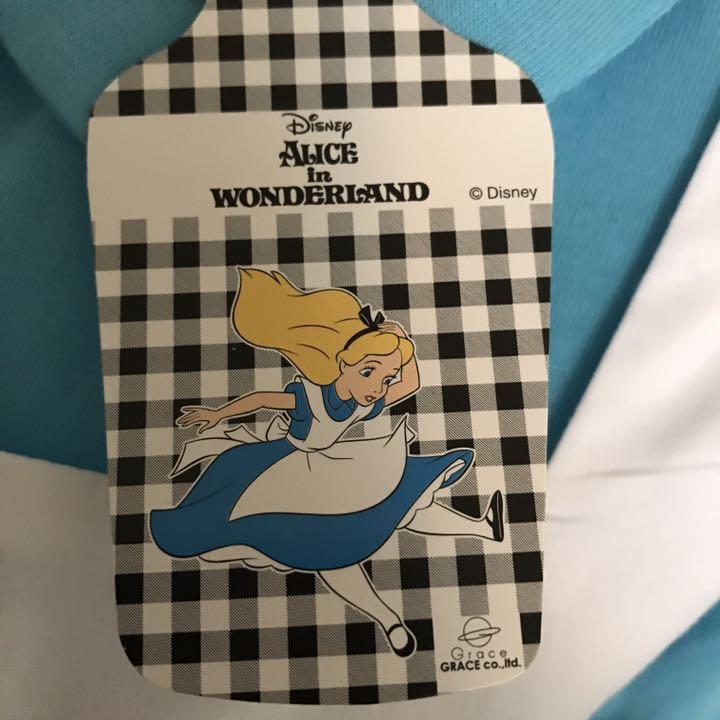 Disney
ALICE
in
WONDERLAND
© Disney
Grace
GRACE co.,ltd.